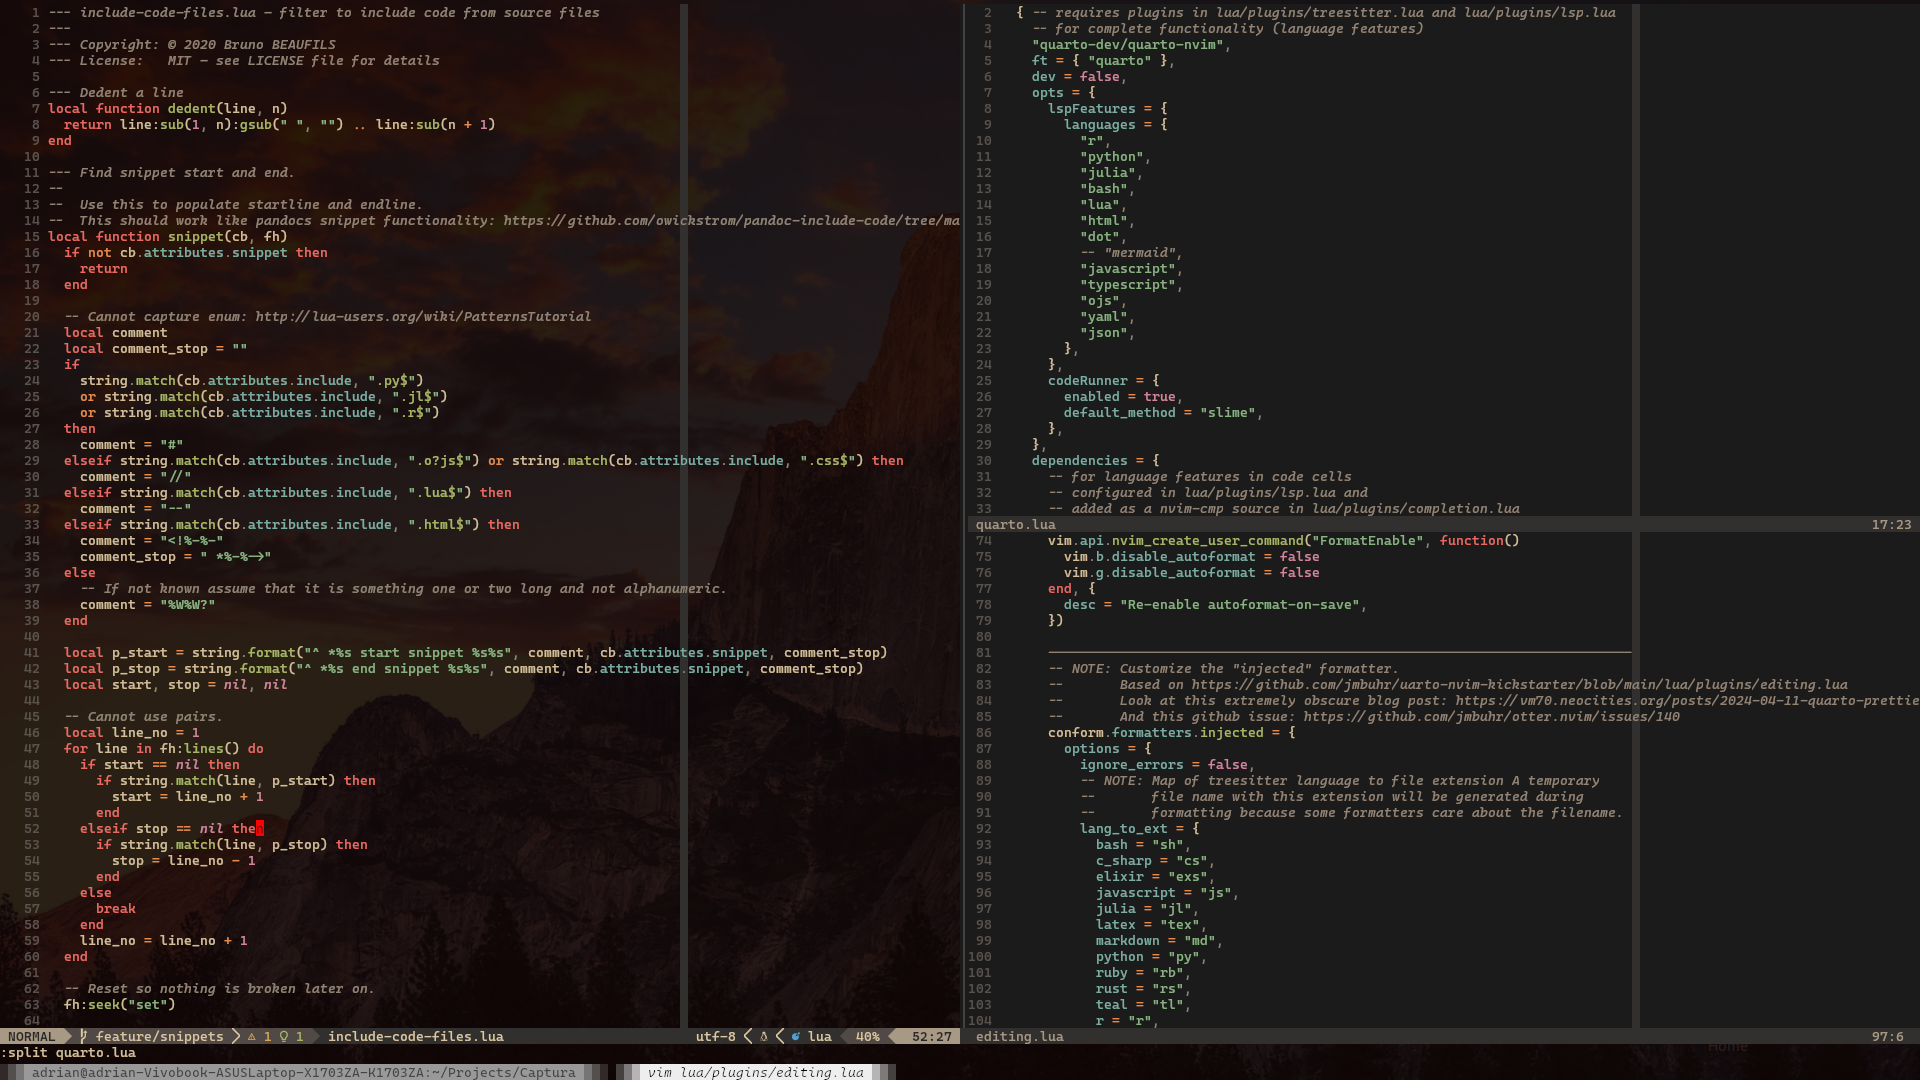 1 --- include-code-files.lua – filter to include code from source files
2 ---
3 --- Copyright: © 2020 Bruno BEAUFILS
4 --- License:   MIT – see LICENSE file for details
5
6 --- Dedent a line
7 local function dedent(line, n)
8   return line:sub(1, n):gsub(" ", "") .. line:sub(n + 1)
9 end
10
11 --- Find snippet start and end.
12 --
13 --  Use this to populate startline and endline.
14 --  This should work like pandocs snippet functionality: https://github.com/owickstrom/pandoc-include-code/tree/ma
15 local function snippet(cb, fh)
16   if not cb.attributes.snippet then
17     return
18   end
19
20   -- Cannot capture enum: http://lua-users.org/wiki/PatternsTutorial
21   local comment
22   local comment_stop = ""
23   if
24     string.match(cb.attributes.include, ".py$")
25     or string.match(cb.attributes.include, ".jl$")
26     or string.match(cb.attributes.include, ".r$")
27   then
28     comment = "#"
29   elseif string.match(cb.attributes.include, ".o?js$") or string.match(cb.attributes.include, ".css$") then
30     comment = "//"
31   elseif string.match(cb.attributes.include, ".lua$") then
32     comment = "--"
33   elseif string.match(cb.attributes.include, ".html$") then
34     comment = "<!%-%-"
35     comment_stop = " *%-%->"
36   else
37     -- If not known assume that it is something one or two long and not alphanumeric.
38     comment = "%W%W?"
39   end
40
41   local p_start = string.format("^ *%s start snippet %s%s", comment, cb.attributes.snippet, comment_stop)
42   local p_stop = string.format("^ *%s end snippet %s%s", comment, cb.attributes.snippet, comment_stop)
43   local start, stop = nil, nil
44
45   -- Cannot use pairs.
46   local line_no = 1
47   for line in fh:lines() do
48     if start == nil then
49       if string.match(line, p_start) then
50         start = line_no + 1
51       end
52     elseif stop == nil then
53       if string.match(line, p_stop) then
54         stop = line_no - 1
55       end
56     else
57       break
58     end
59     line_no = line_no + 1
60   end
61
62   -- Reset so nothing is broken later on.
63   fh:seek("set")
64
NORMAL feature/snippets 1 1 include-code-files.lua utf-8 lua 40% 52:27
2   { -- requires plugins in lua/plugins/treesitter.lua and lua/plugins/lsp.lua
3     -- for complete functionality (language features)
4     "quarto-dev/quarto-nvim",
5     ft = { "quarto" },
6     dev = false,
7     opts = {
8       lspFeatures = {
9         languages = {
10           "r",
11           "python",
12           "julia",
13           "bash",
14           "lua",
15           "html",
16           "dot",
17           -- "mermaid",
18           "javascript",
19           "typescript",
20           "ojs",
21           "yaml",
22           "json",
23         },
24       },
25       codeRunner = {
26         enabled = true,
27         default_method = "slime",
28       },
29     },
30     dependencies = {
31       -- for language features in code cells
32       -- configured in lua/plugins/lsp.lua and
33       -- added as a nvim-cmp source in lua/plugins/completion.lua
quarto.lua 17:23
74       vim.api.nvim_create_user_command("FormatEnable", function()
75         vim.b.disable_autoformat = false
76         vim.g.disable_autoformat = false
77       end, {
78         desc = "Re-enable autoformat-on-save",
79       })
80
81
82       -- NOTE: Customize the "injected" formatter.
83       --       Based on https://github.com/jmbuhr/uarto-nvim-kickstarter/blob/main/lua/plugins/editing.lua
84       --       Look at this extremely obscure blog post: https://vm70.neocities.org/posts/2024-04-11-quarto-prettie
85       --       And this github issue: https://github.com/jmbuhr/otter.nvim/issues/140
86       conform.formatters.injected = {
87         options = {
88           ignore_errors = false,
89           -- NOTE: Map of treesitter language to file extension A temporary
90           --       file name with this extension will be generated during
91           --       formatting because some formatters care about the filename.
92           lang_to_ext = {
93             bash = "sh",
94             c_sharp = "cs",
95             elixir = "exs",
96             javascript = "js",
97             julia = "jl",
98             latex = "tex",
99             markdown = "md",
100             python = "py",
101             ruby = "rb",
102             rust = "rs",
103             teal = "tl",
104             r = "r",
editing.lua 97:6
:split quarto.lua
Home
adrian@adrian-Vivobook-ASUSLaptop-X1703ZA-K1703ZA:~/Projects/Captura vim lua/plugins/editing.lua